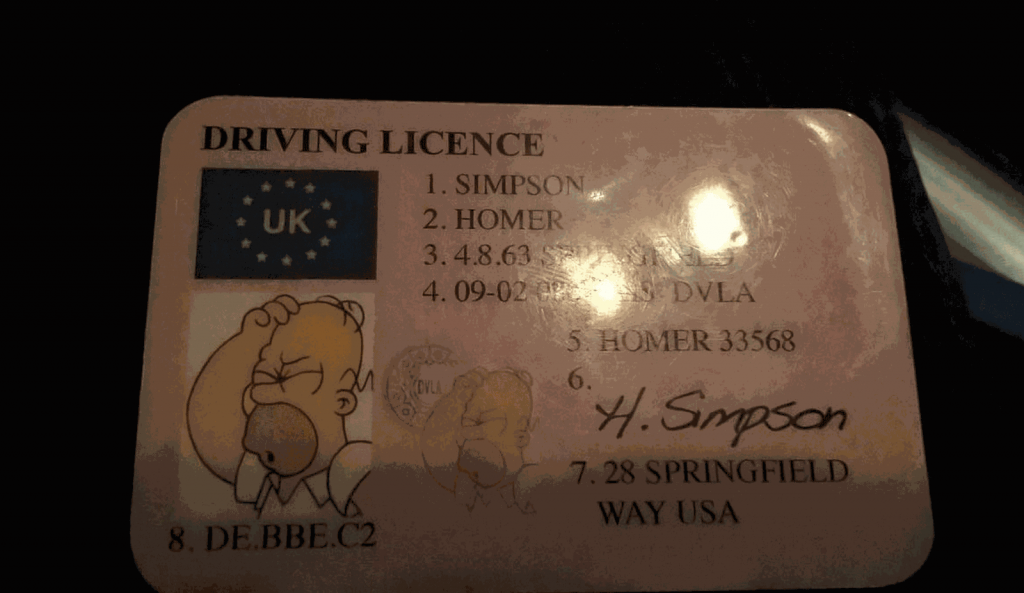 DRIVING LICENCE
UK
1. SIMPSON
2. HOMER
3. 4.8.63
4. 09-02 DVLA
5. HOMER 33568
6.
H. Simpson
DVLA
7. 28 SPRINGFIELD
WAY USA
8. DE.BBE.C2